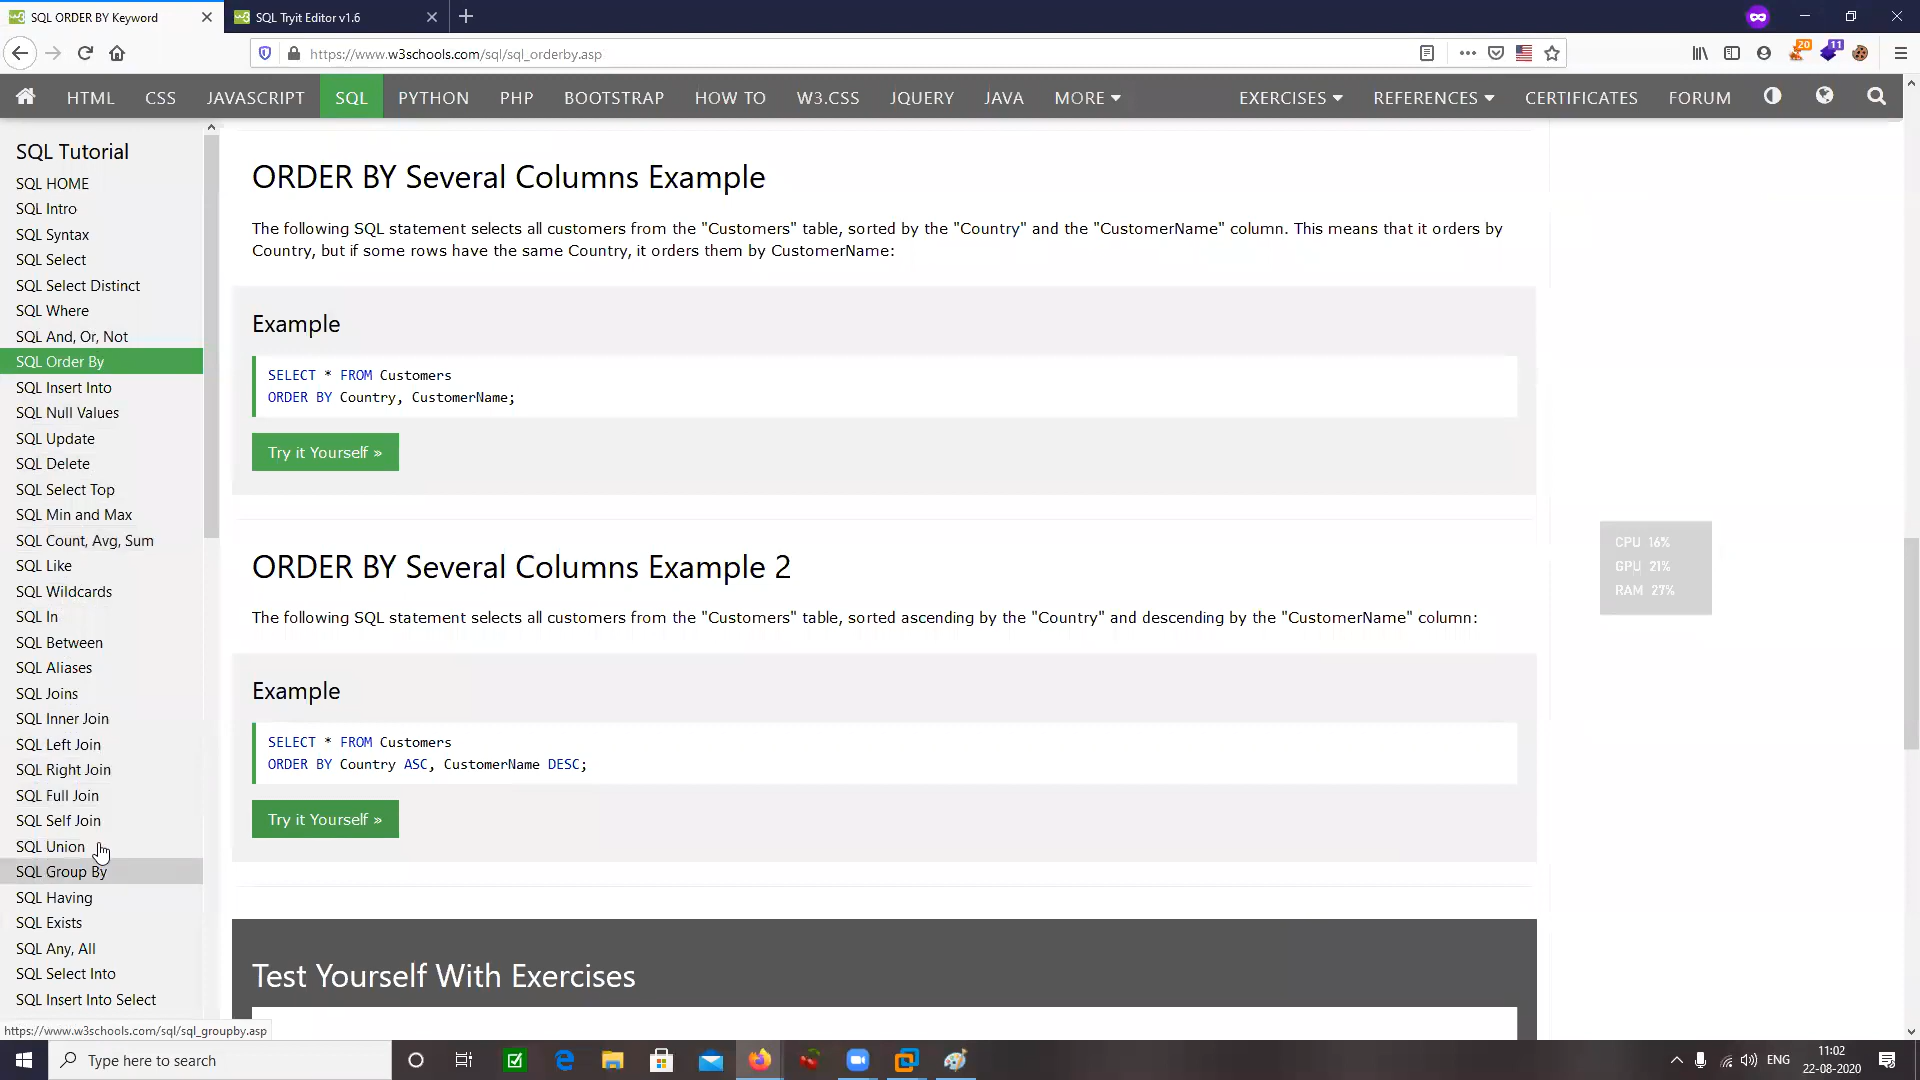 SQL ORDER BY Keyword
SQL Tryit Editor v1.6
https://www.w3schools.com/sql/sql_orderby.asp
20
11
HTML CSS JAVASCRIPT SQL PYTHON PHP BOOTSTRAP HOW TO W3.CSS JQUERY JAVA MORE EXERCISES REFERENCES CERTIFICATES FORUM
SQL Tutorial
SQL HOME
SQL Intro
SQL Syntax
SQL Select
SQL Select Distinct
SQL Where
SQL And, Or, Not
SQL Order By
SQL Insert Into
SQL Null Values
SQL Update
SQL Delete
SQL Select Top
SQL Min and Max
SQL Count, Avg, Sum
SQL Like
SQL Wildcards
SQL In
SQL Between
SQL Aliases
SQL Joins
SQL Inner Join
SQL Left Join
SQL Right Join
SQL Full Join
SQL Self Join
SQL Union
SQL Group By
SQL Having
SQL Exists
SQL Any, All
SQL Select Into
SQL Insert Into Select
https://www.w3schools.com/sql/sql_groupby.asp
ORDER BY Several Columns Example
The following SQL statement selects all customers from the "Customers" table, sorted by the "Country" and the "CustomerName" column. This means that it orders by
Country, but if some rows have the same Country, it orders them by CustomerName:
Example
SELECT * FROM Customers
ORDER BY Country, CustomerName;
Try it Yourself »
ORDER BY Several Columns Example 2
The following SQL statement selects all customers from the "Customers" table, sorted ascending by the "Country" and descending by the "CustomerName" column:
Example
SELECT * FROM Customers
ORDER BY Country ASC, CustomerName DESC;
Try it Yourself »
Test Yourself With Exercises
CPU 16%
GPU 21%
RAM 27%
Type here to search
ENG
11:02
22-08-2020